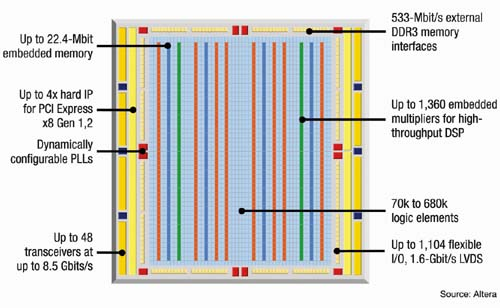 Up to 22.4-Mbit
embedded memory
Up to 4x hard IP
for PCI Express
x8 Gen 1,2
Dynamically
configurable PLLs
Up to 48
transceivers at
up to 8.5 Gbits/s
533-Mbit/s external
DDR3 memory
interfaces
Up to 1,360 embedded
multipliers for high-
throughput DSP
70k to 680k
logic elements
Up to 1,104 flexible
I/O, 1.6-Gbit/s LVDS
Source: Altera